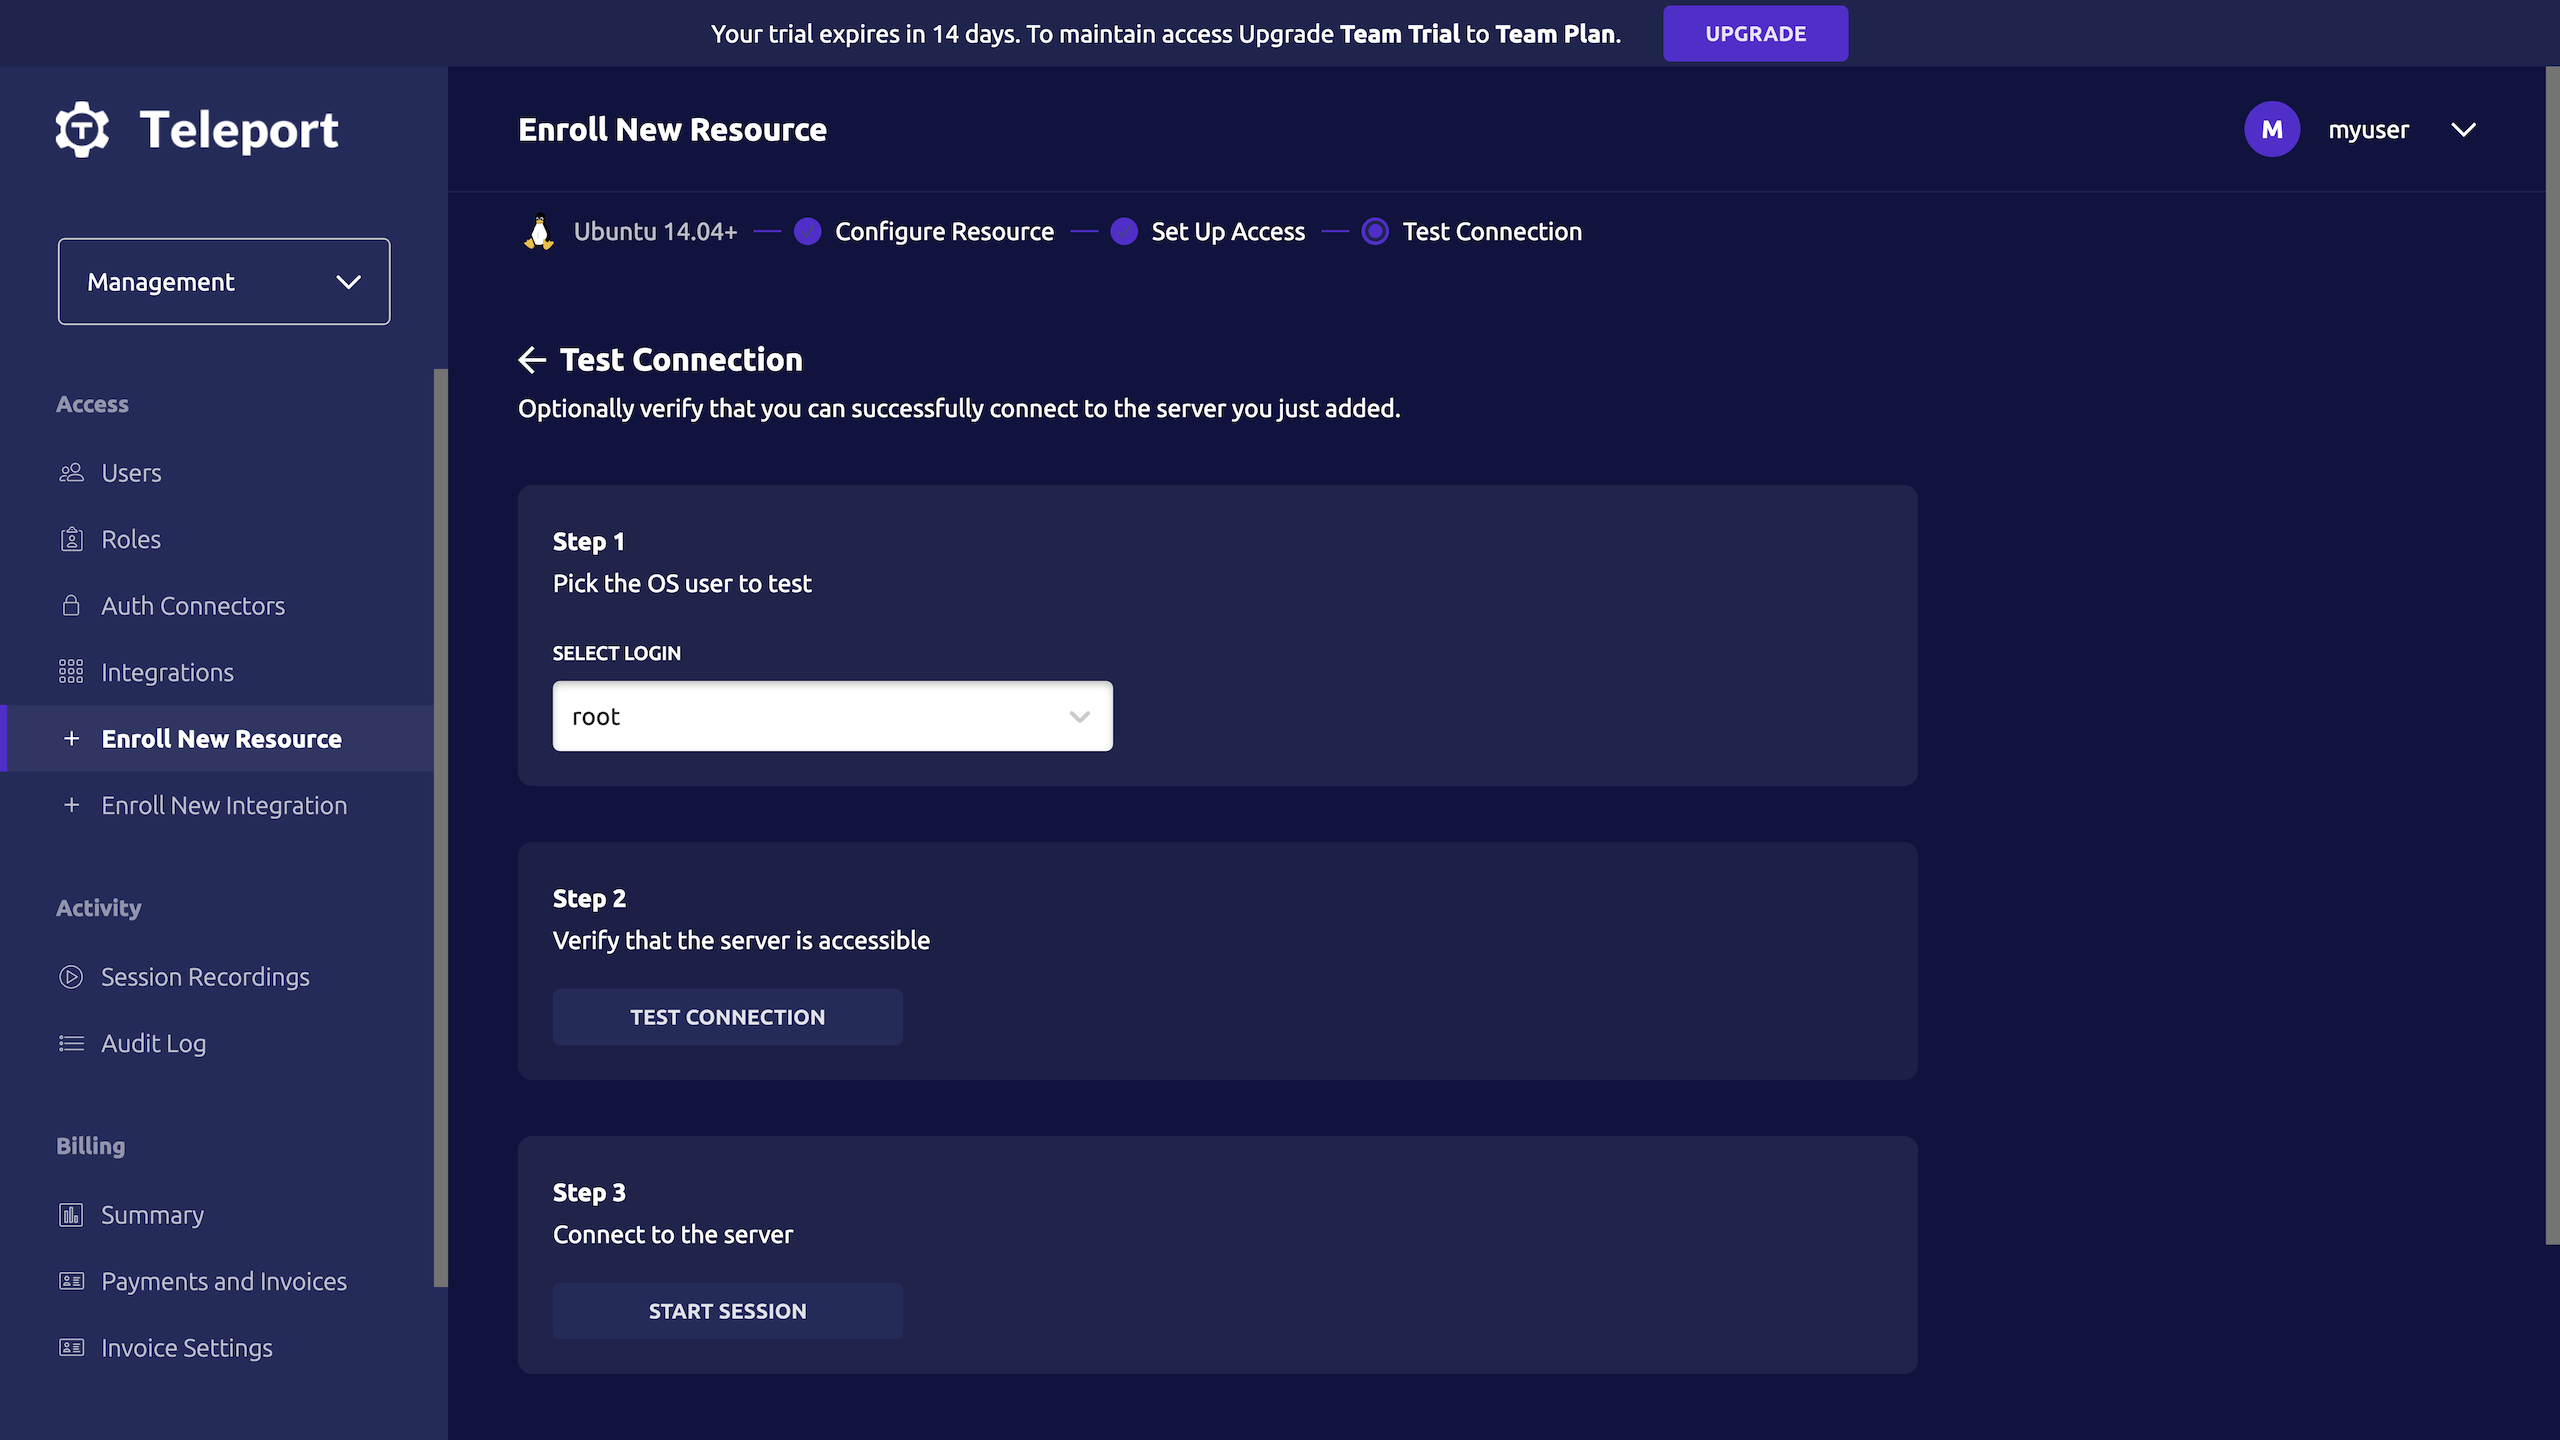 Your trial expires in 14 days. To maintain access Upgrade Team Trial to Team Plan.
UPGRADE
Teleport
Enroll New Resource
M
myuser
Ubuntu 14.04+
Configure Resource
Set Up Access
Test Connection
Management
Test Connection
Optionally verify that you can successfully connect to the server you just added.
Access
Users
Roles
Auth Connectors
Integrations
+ Enroll New Resource
+ Enroll New Integration
Activity
Session Recordings
Audit Log
Billing
Summary
Payments and Invoices
Invoice Settings
Step 1
Pick the OS user to test
SELECT LOGIN
root
Step 2
Verify that the server is accessible
TEST CONNECTION
Step 3
Connect to the server
START SESSION